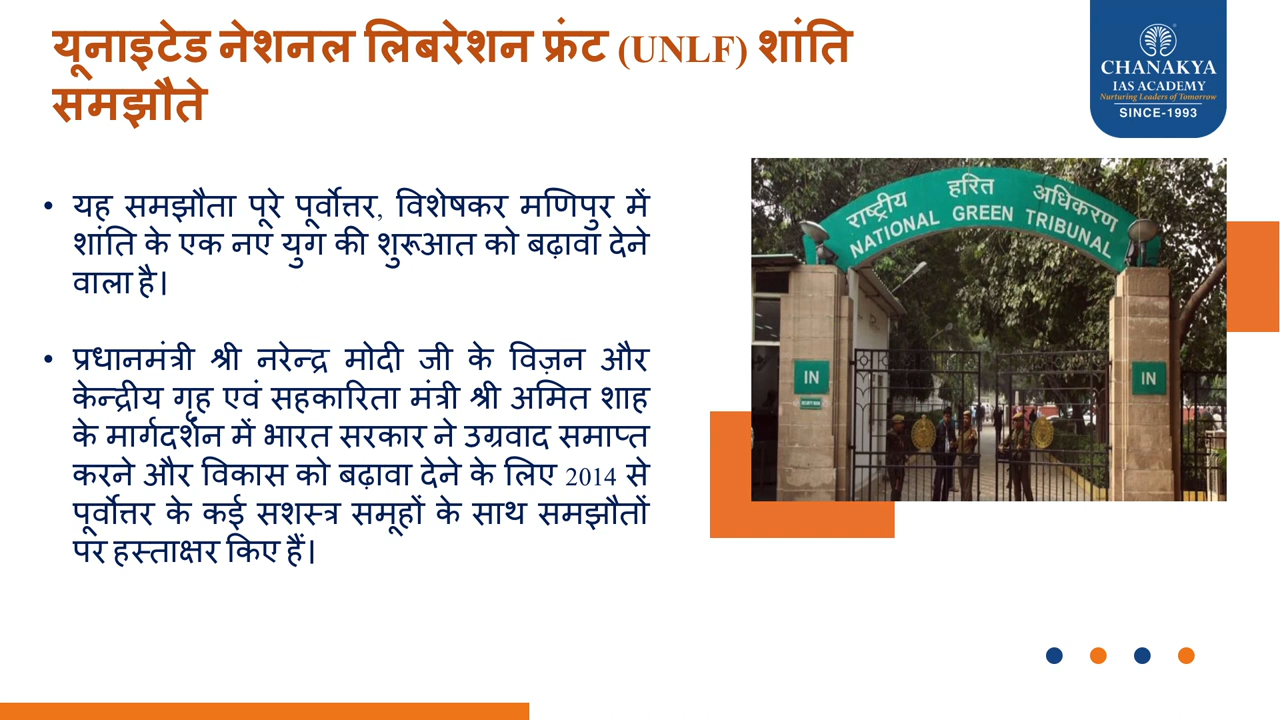 यूनाइटेड नेशनल लिबरेशन फ्रंट (UNLF) शांति
समझौते
CHANAKYA
IAS ACADEMY
Nurturing Leaders of Tomorrow
SINCE-1993
• यह समझौता पूरे पूर्वोत्तर, विशेषकर मणिपुर में
शांति के एक नए युग की शुरूआत को बढ़ावा देने
वाला है।
• प्रधानमंत्री श्री नरेन्द्र मोदी जी के विज़न और
केन्द्रीय गृह एवं सहकारिता मंत्री श्री अमित शाह
के मार्गदर्शन में भारत सरकार ने उग्रवाद समाप्त
करने और विकास को बढ़ावा देने के लिए 2014 से
पूर्वोत्तर के कई सशस्त्र समूहों के साथ समझौतों
पर हस्ताक्षर किए हैं।
राष्ट्रीय हरित अधिकरण
NATIONAL GREEN TRIBUNAL
IN
IN